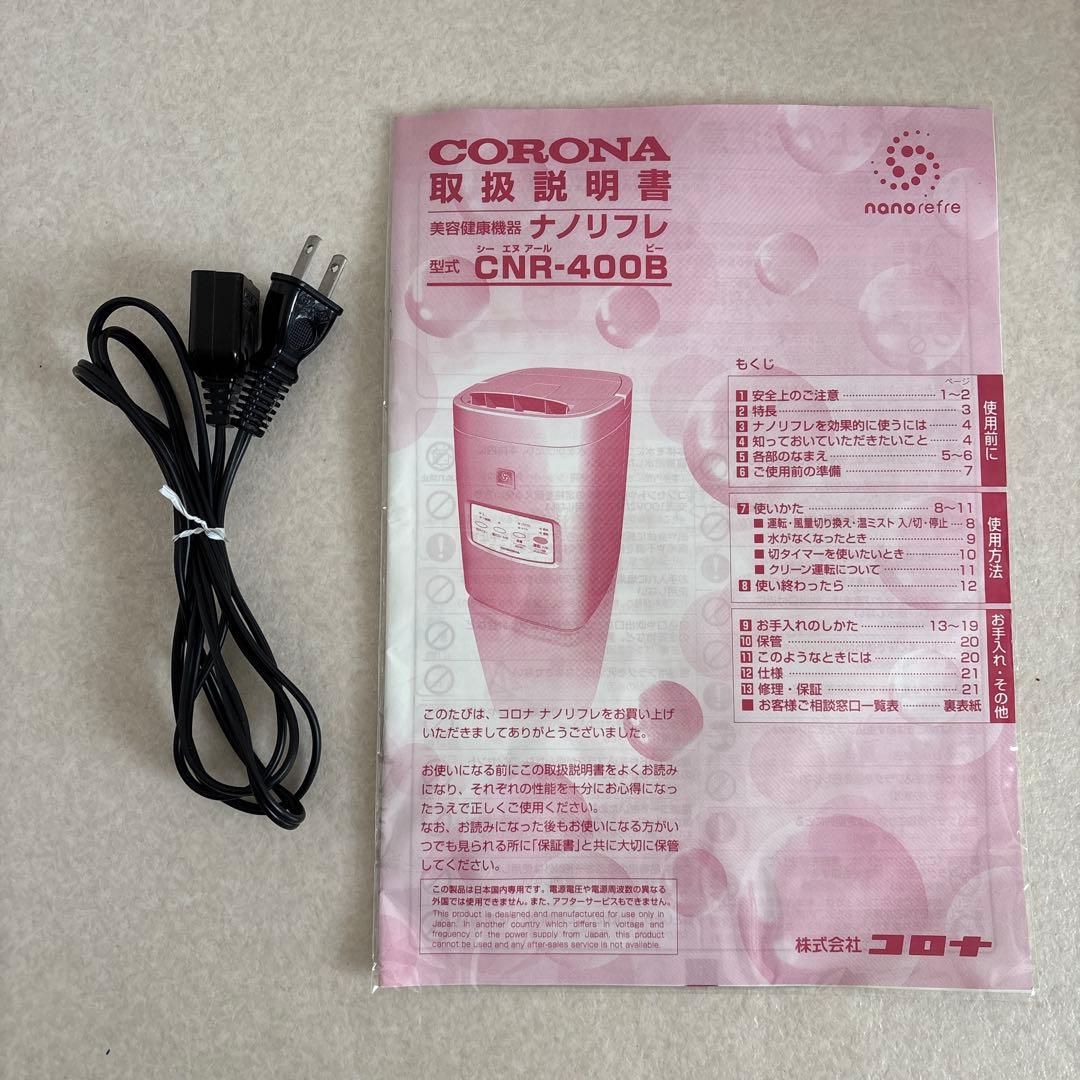 CORONA
取扱説明書
美容健康機器 ナノリフレ
シー エヌ アール ビー
型式 CNR-400B
nanorefre
もくじ
ページ
1 安全上のご注意 1〜2
2 特長 3
3 ナノリフレを効果的に使うには 4
4 知っておいていただきたいこと 4
5 各部のなまえ 5〜6
6 ご使用前の準備 7
使用前に
7 使いかた 8〜11
■ 運転・風量切り換え・温ミスト 入/切・停止 8
■ 水がなくなったとき 9
■ 切タイマーを使いたいとき 10
■ クリーン運転について 11
8 使い終わったら 12
使用方法
9 お手入れのしかた 13〜19
10 保管 20
11 このようなときには 20
12 仕様 21
13 修理・保証 21
■ お客様ご相談窓口一覧表 裏表紙
お手入れ・その他
このたびは、コロナ ナノリフレをお買い上げ
いただきましてありがとうございました。
お使いになる前にこの取扱説明書をよくお読み
になり、それぞれの性能を十分にお心得になっ
たうえで正しくご使用ください。
なお、お読みになった後もお使いになる方がい
つでも見られる所に「保証書」と共に大切に保管
してください。
この製品は日本国内専用です。電源電圧や電源周波数の異なる
外国では使用できません。また、アフターサービスもできません。
This product is designed and manufactured for use only in
Japan. In another country which differs in voltage and
frequency of the power supply from Japan, this product
cannot be used and any after-sales service is not available.
株式会社 コロナ